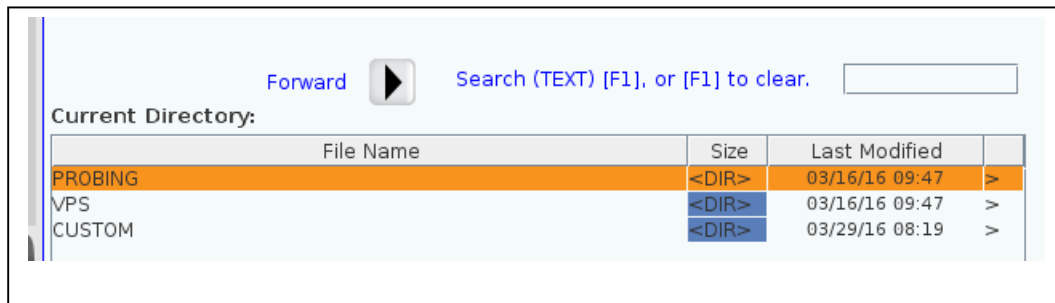 Forward Search (TEXT) [F1], or [F1] to clear.
Current Directory:
File Name Size Last Modified
PROBING <DIR> 03/16/16 09:47 >
VPS <DIR> 03/16/16 09:47 >
CUSTOM <DIR> 03/29/16 08:19 >